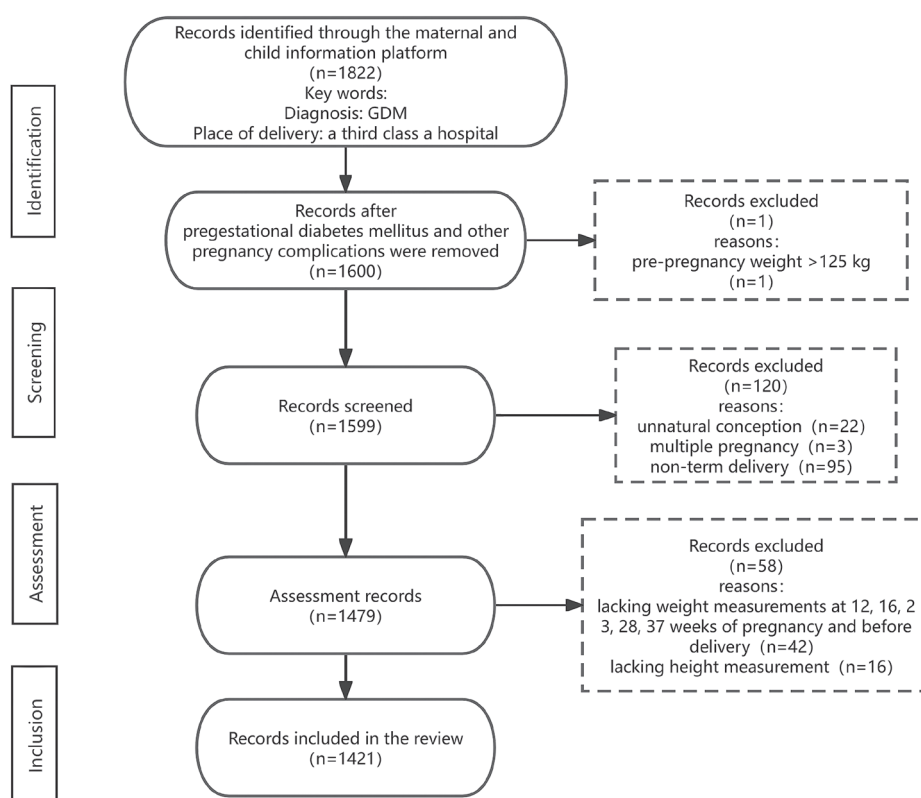 Records identified through the maternal and
child information platform
(n=1822)
Key words:
Diagnosis: GDM
Place of delivery: a third class a hospital
Identification
Records after
pregestational diabetes mellitus and other
pregnancy complications were removed
(n=1600)
Records excluded
(n=1)
reasons:
pre-pregnancy weight >125 kg
(n=1)
Screening
Records screened
(n=1599)
Records excluded
(n=120)
reasons:
unnatural conception (n=22)
multiple pregnancy (n=3)
non-term delivery (n=95)
Assessment
Assessment records
(n=1479)
Records excluded
(n=58)
reasons:
lacking weight measurements at 12, 16, 2
3, 28, 37 weeks of pregnancy and before
delivery (n=42)
lacking height measurement (n=16)
Inclusion
Records included in the review
(n=1421)